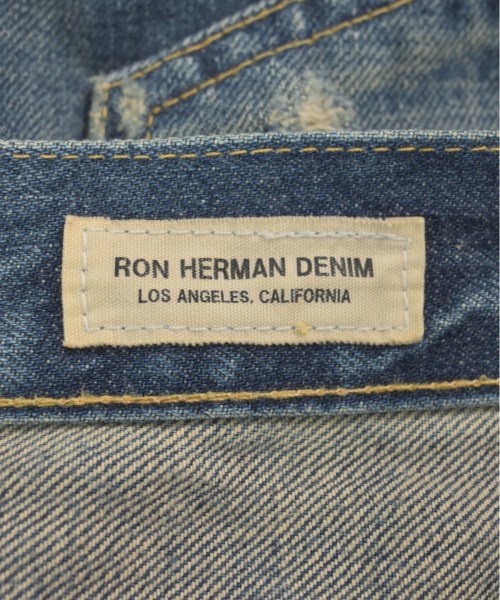 RON HERMAN DENIM
LOS ANGELES, CALIFORNIA